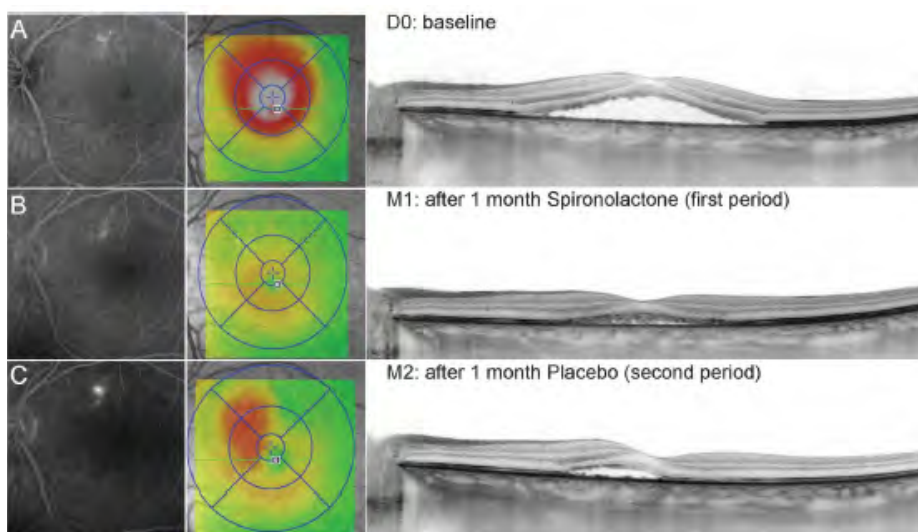 A
D0: baseline
B
M1: after 1 month Spironolactone (first period)
C
M2: after 1 month Placebo (second period)